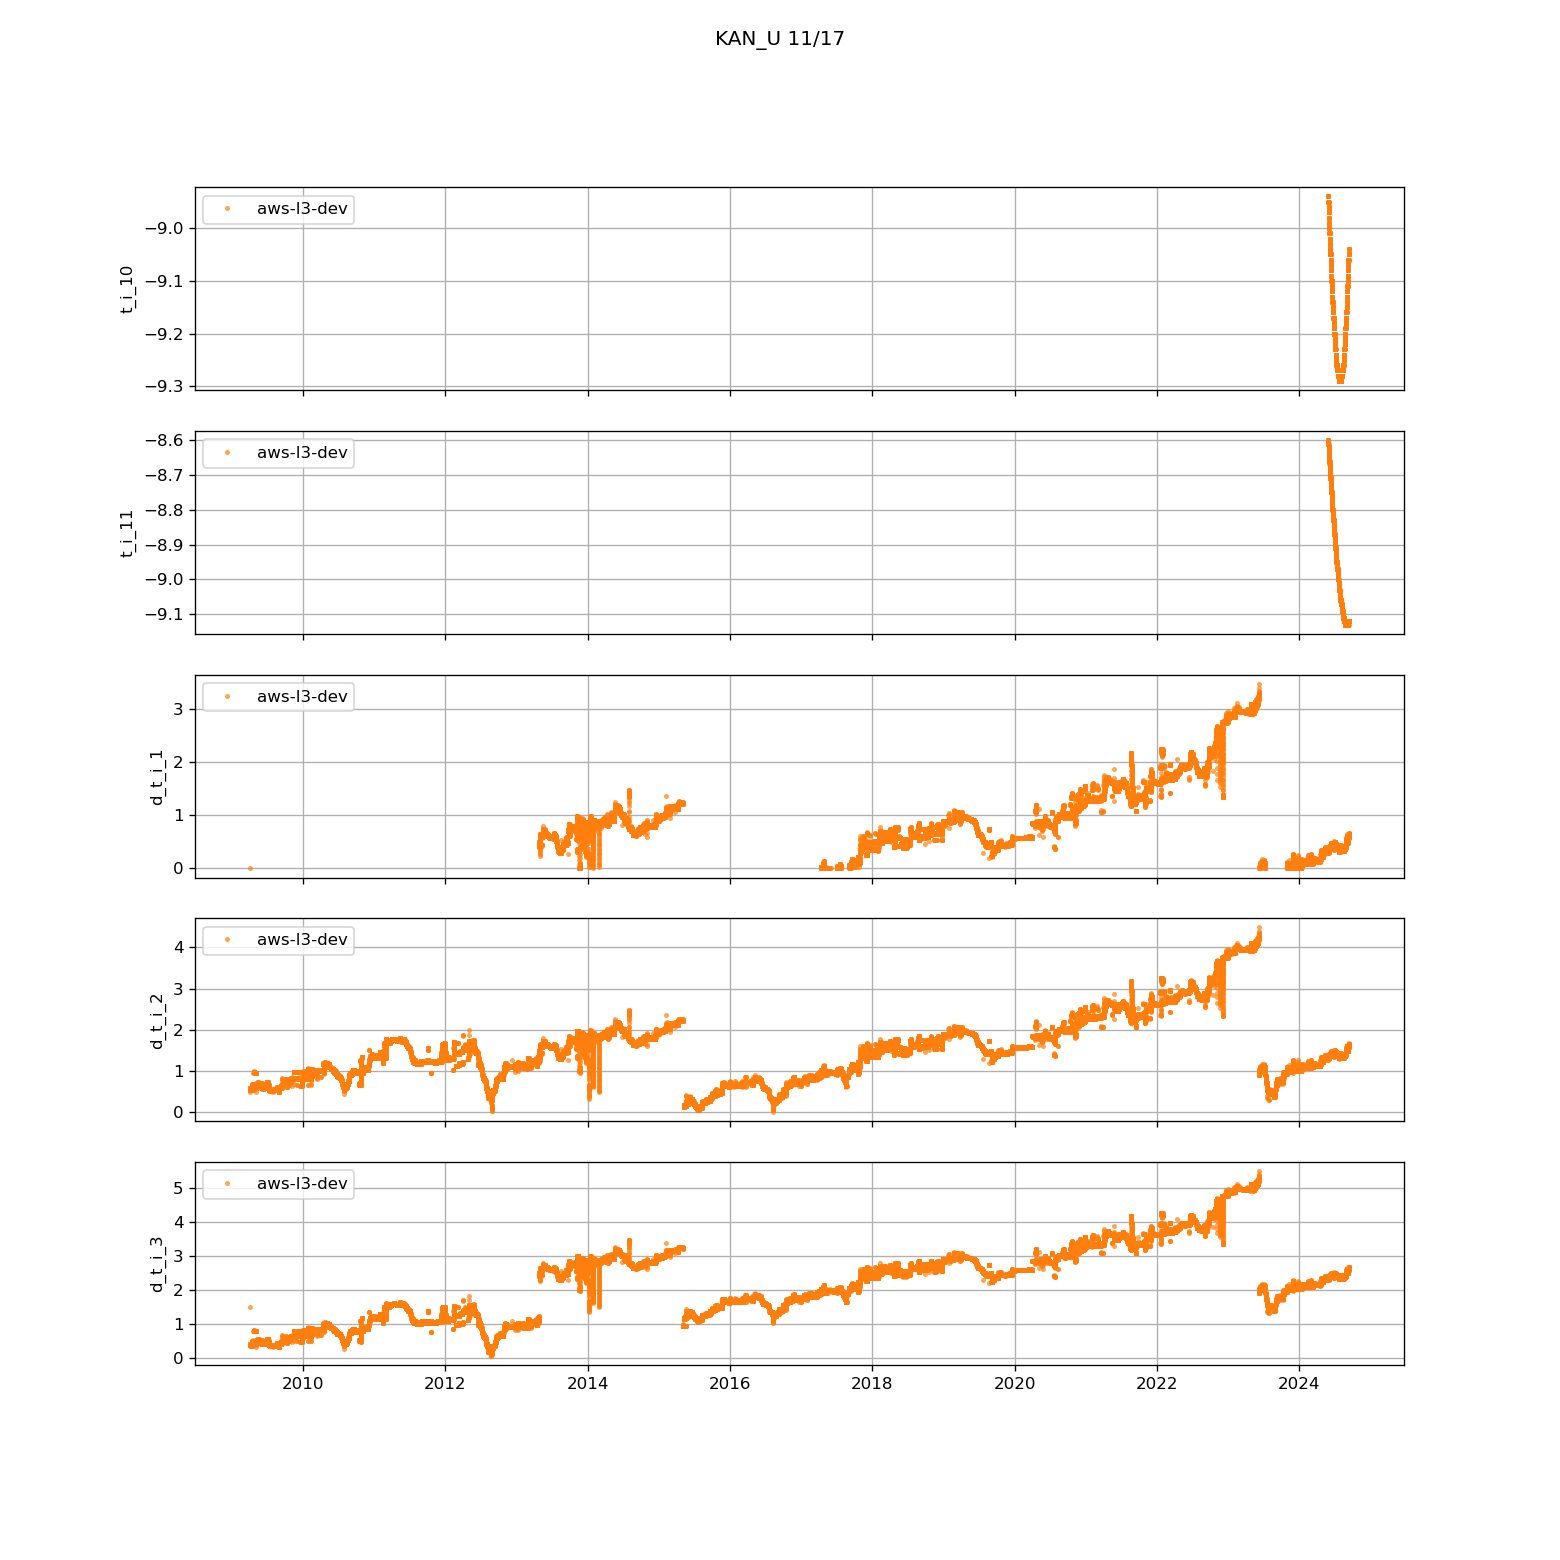 KAN_U 11/17
aws-l3-dev
t_i_10
−9.0
−9.1
−9.2
−9.3
aws-l3-dev
t_i_11
−8.6
−8.7
−8.8
−8.9
−9.0
−9.1
aws-l3-dev
d_t_i_1
3
2
1
0
aws-l3-dev
d_t_i_2
4
3
2
1
0
aws-l3-dev
d_t_i_3
5
4
3
2
1
0
2010 2012 2014 2016 2018 2020 2022 2024